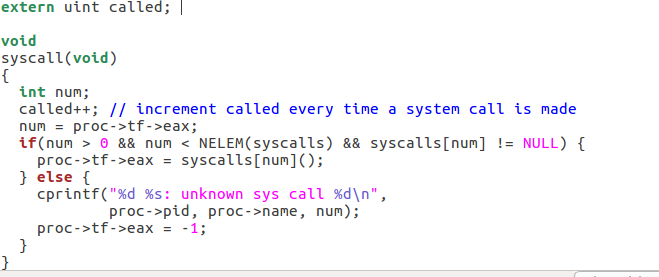 extern uint called;
void
syscall(void)
{
  int num;
  called++; // increment called every time a system call is made
  num = proc->tf->eax;
  if(num > 0 && num < NELEM(syscalls) && syscalls[num] != NULL) {
    proc->tf->eax = syscalls[num]();
  } else {
    cprintf("%d %s: unknown sys call %d\n",
            proc->pid, proc->name, num);
    proc->tf->eax = -1;
  }
}